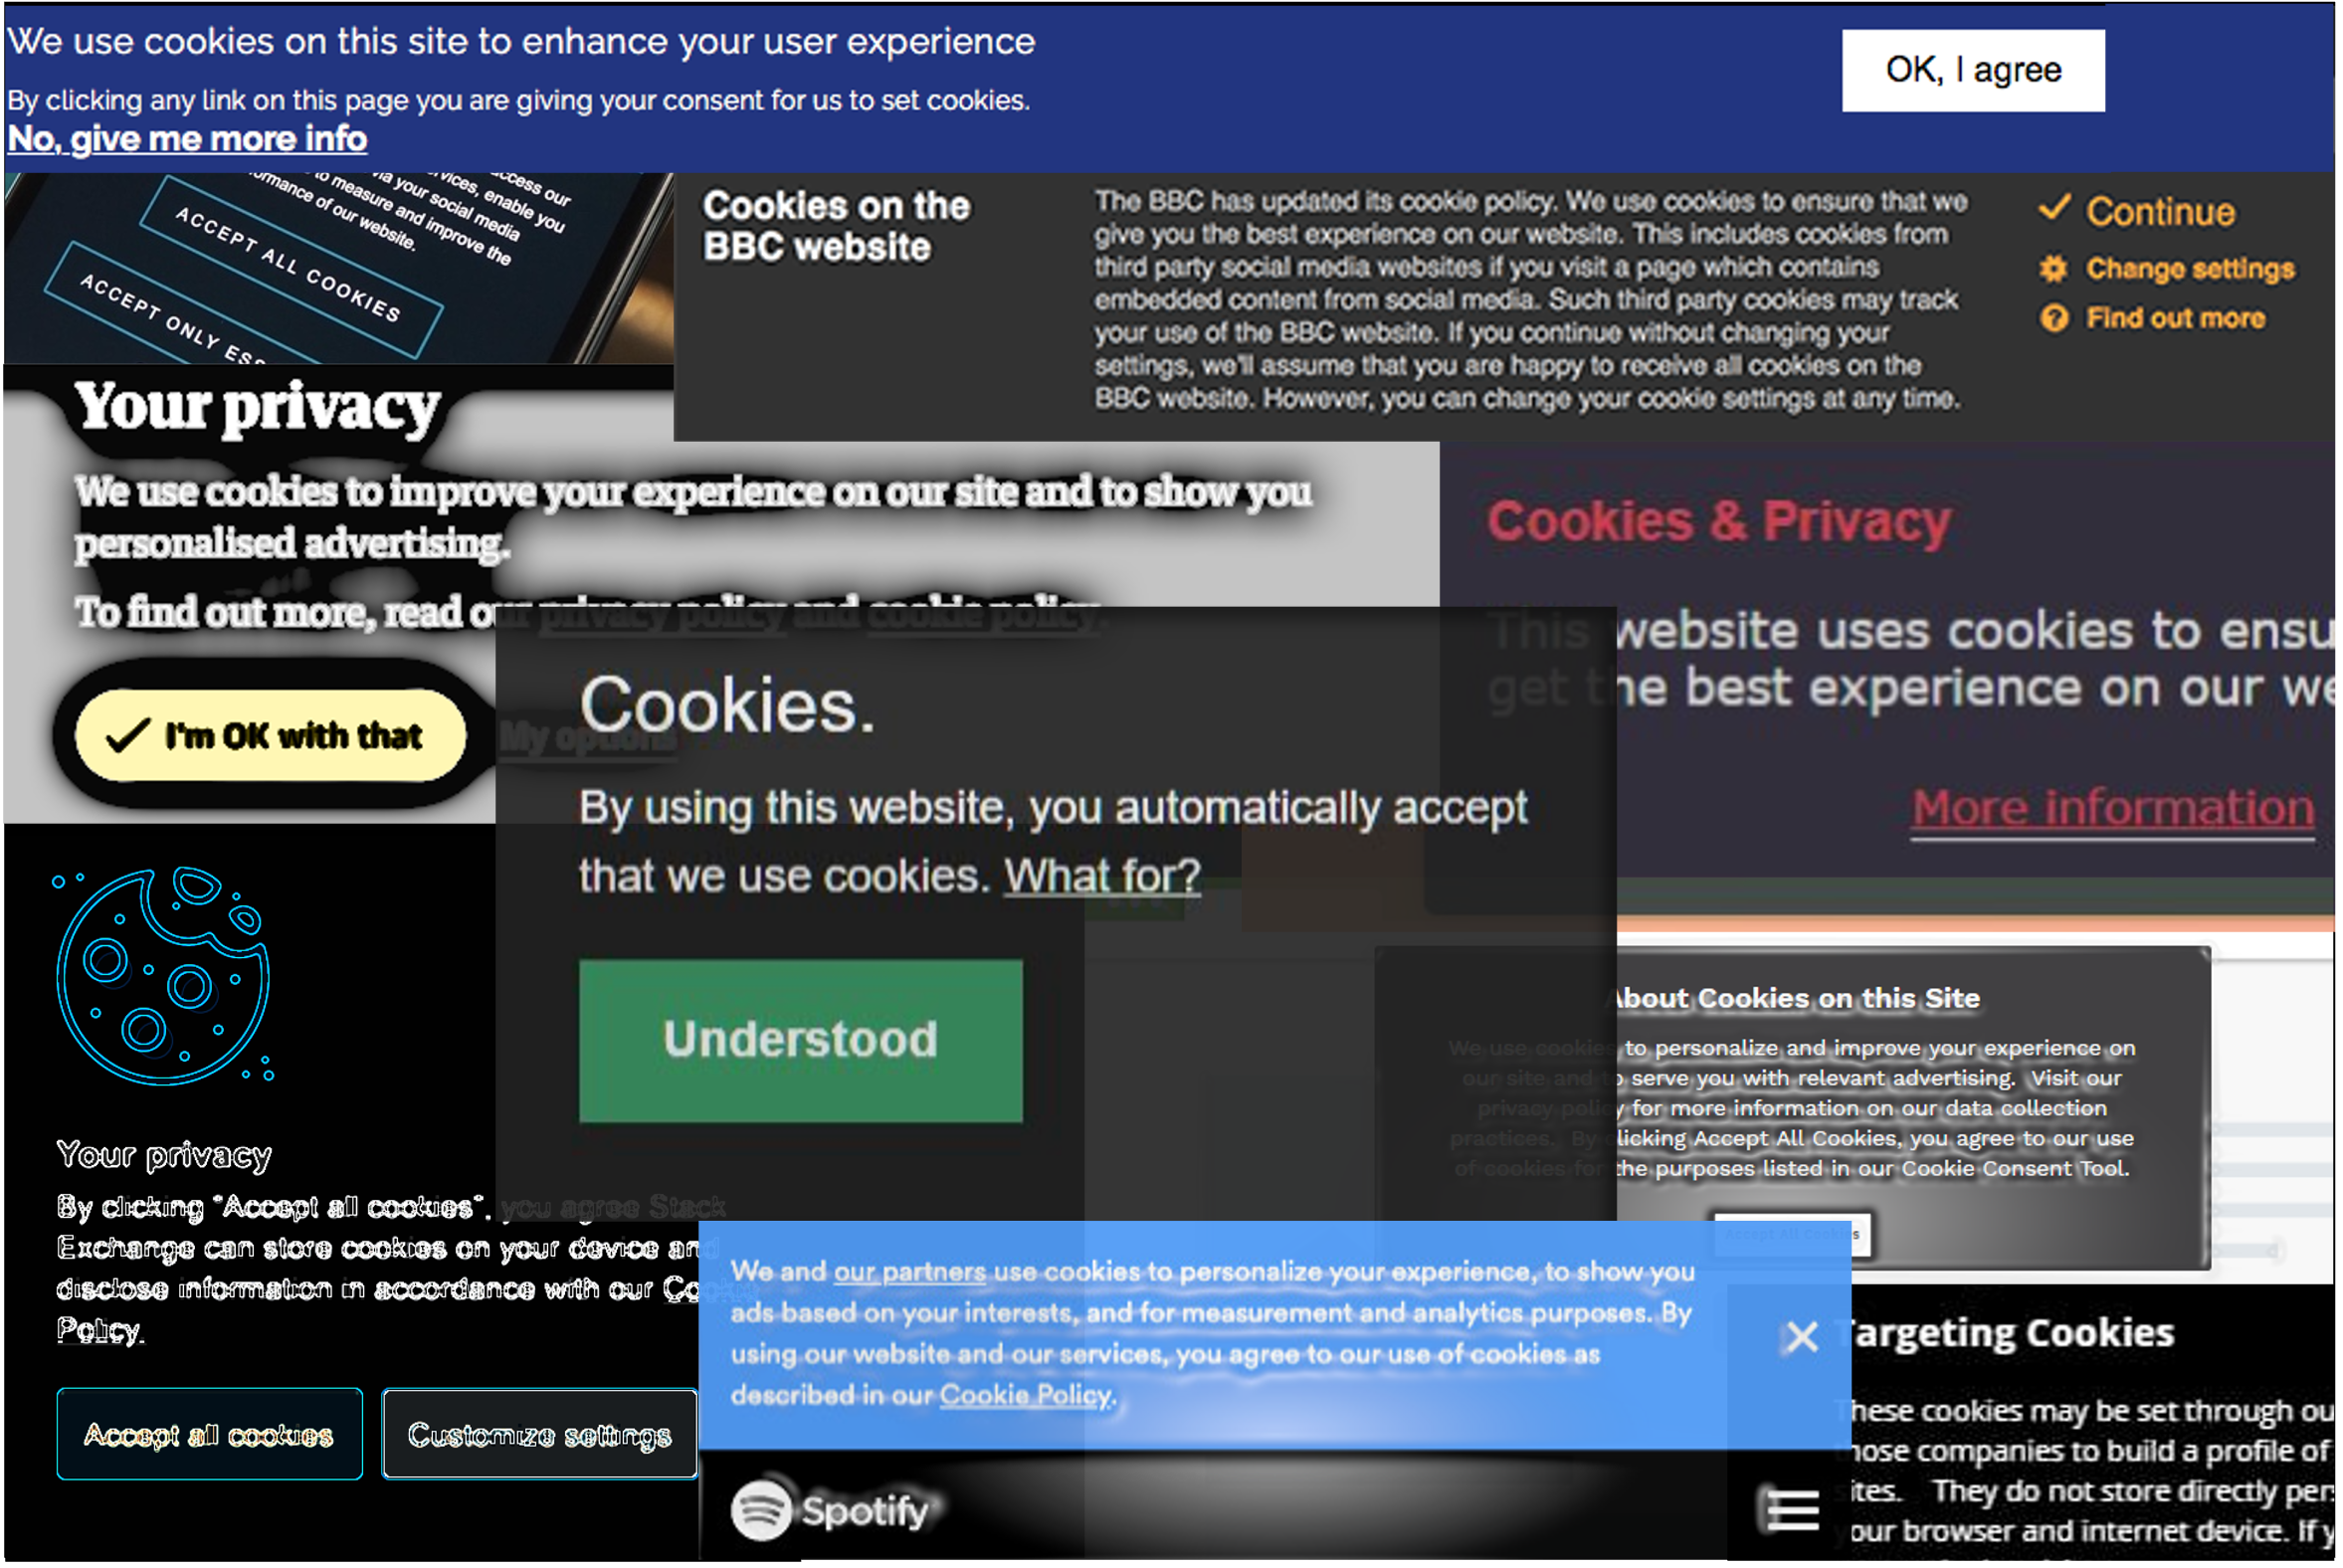 We use cookies on this site to enhance your user experience
By clicking any link on this page you are giving your consent for us to set cookies.
No, give me more info
OK, I agree
ccess our
rvices, enable you
via your social media
to measure and improve the
ormance of our website.
ACCEPT ALL COOKIES
ACCEPT ONLY ESS
Cookies on the
BBC website
The BBC has updated its cookie policy. We use cookies to ensure that we
give you the best experience on our website. This includes cookies from
third party social media websites if you visit a page which contains
embedded content from social media. Such third party cookies may track
your use of the BBC website. If you continue without changing your
settings, we'll assume that you are happy to receive all cookies on the
BBC website. However, you can change your cookie settings at any time.
Continue
Change settings
Find out more
Your privacy
We use cookies to improve your experience on our site and to show you
personalised advertising.
To find out more, read our privacy policy and cookie policy.
I'm OK with that
My options
Cookies & Privacy
This website uses cookies to ensu
get the best experience on our we
More information
Cookies.
By using this website, you automatically accept
that we use cookies. What for?
Understood
About Cookies on this Site
We use cookies to personalize and improve your experience on
our site and to serve you with relevant advertising. Visit our
privacy policy for more information on our data collection
practices. By clicking Accept All Cookies, you agree to our use
of cookies for the purposes listed in our Cookie Consent Tool.
Accept All Cookies
Your privacy
By clicking "Accept all cookies", you agree Stack
Exchange can store cookies on your device and
disclose information in accordance with our Cookie
Policy.
Accept all cookies
Customize settings
We and our partners use cookies to personalize your experience, to show you
ads based on your interests, and for measurement and analytics purposes. By
using our website and our services, you agree to our use of cookies as
described in our Cookie Policy.
Spotify
Targeting Cookies
These cookies may be set through ou
those companies to build a profile of
sites. They do not store directly per
your browser and internet device. If y